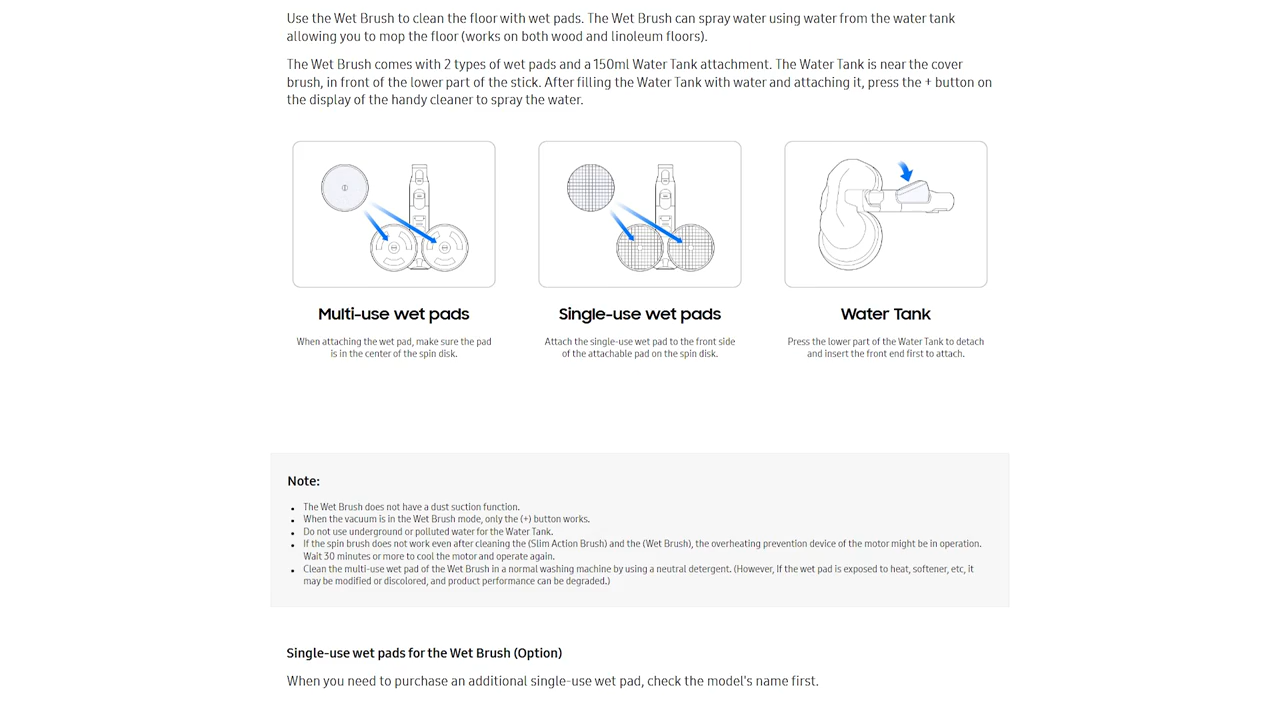 Use the Wet Brush to clean the floor with wet pads. The Wet Brush can spray water using water from the water tank
allowing you to mop the floor (works on both wood and linoleum floors).
The Wet Brush comes with 2 types of wet pads and a 150ml Water Tank attachment. The Water Tank is near the cover
brush, in front of the lower part of the stick. After filling the Water Tank with water and attaching it, press the + button on
the display of the handy cleaner to spray the water.
Multi-use wet pads
When attaching the wet pad, make sure the pad
is in the center of the spin disk.
Single-use wet pads
Attach the single-use wet pad to the front side
of the attachable pad on the spin disk.
Water Tank
Press the lower part of the Water Tank to detach
and insert the front end first to attach.
Note:
• The Wet Brush does not have a dust suction function.
• When the vacuum is in the Wet Brush mode, only the (+) button works.
• Do not use underground or polluted water for the Water Tank.
• If the spin brush does not work even after cleaning the (Slim Action Brush) and the (Wet Brush), the overheating prevention device of the motor might be in operation.
Wait 30 minutes or more to cool the motor and operate again.
• Clean the multi-use wet pad of the Wet Brush in a normal washing machine by using a neutral detergent. (However, If the wet pad is exposed to heat, softener, etc, it
may be modified or discolored, and product performance can be degraded.)
Single-use wet pads for the Wet Brush (Option)
When you need to purchase an additional single-use wet pad, check the model's name first.